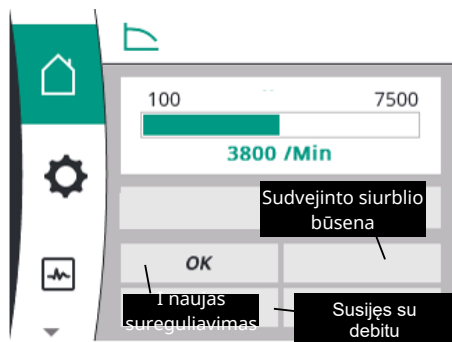 100 7500
3800 /Min
Sudvejinto siurblio
būsena
OK
Į naujas
sureguliavimas
Susijęs su
debitu